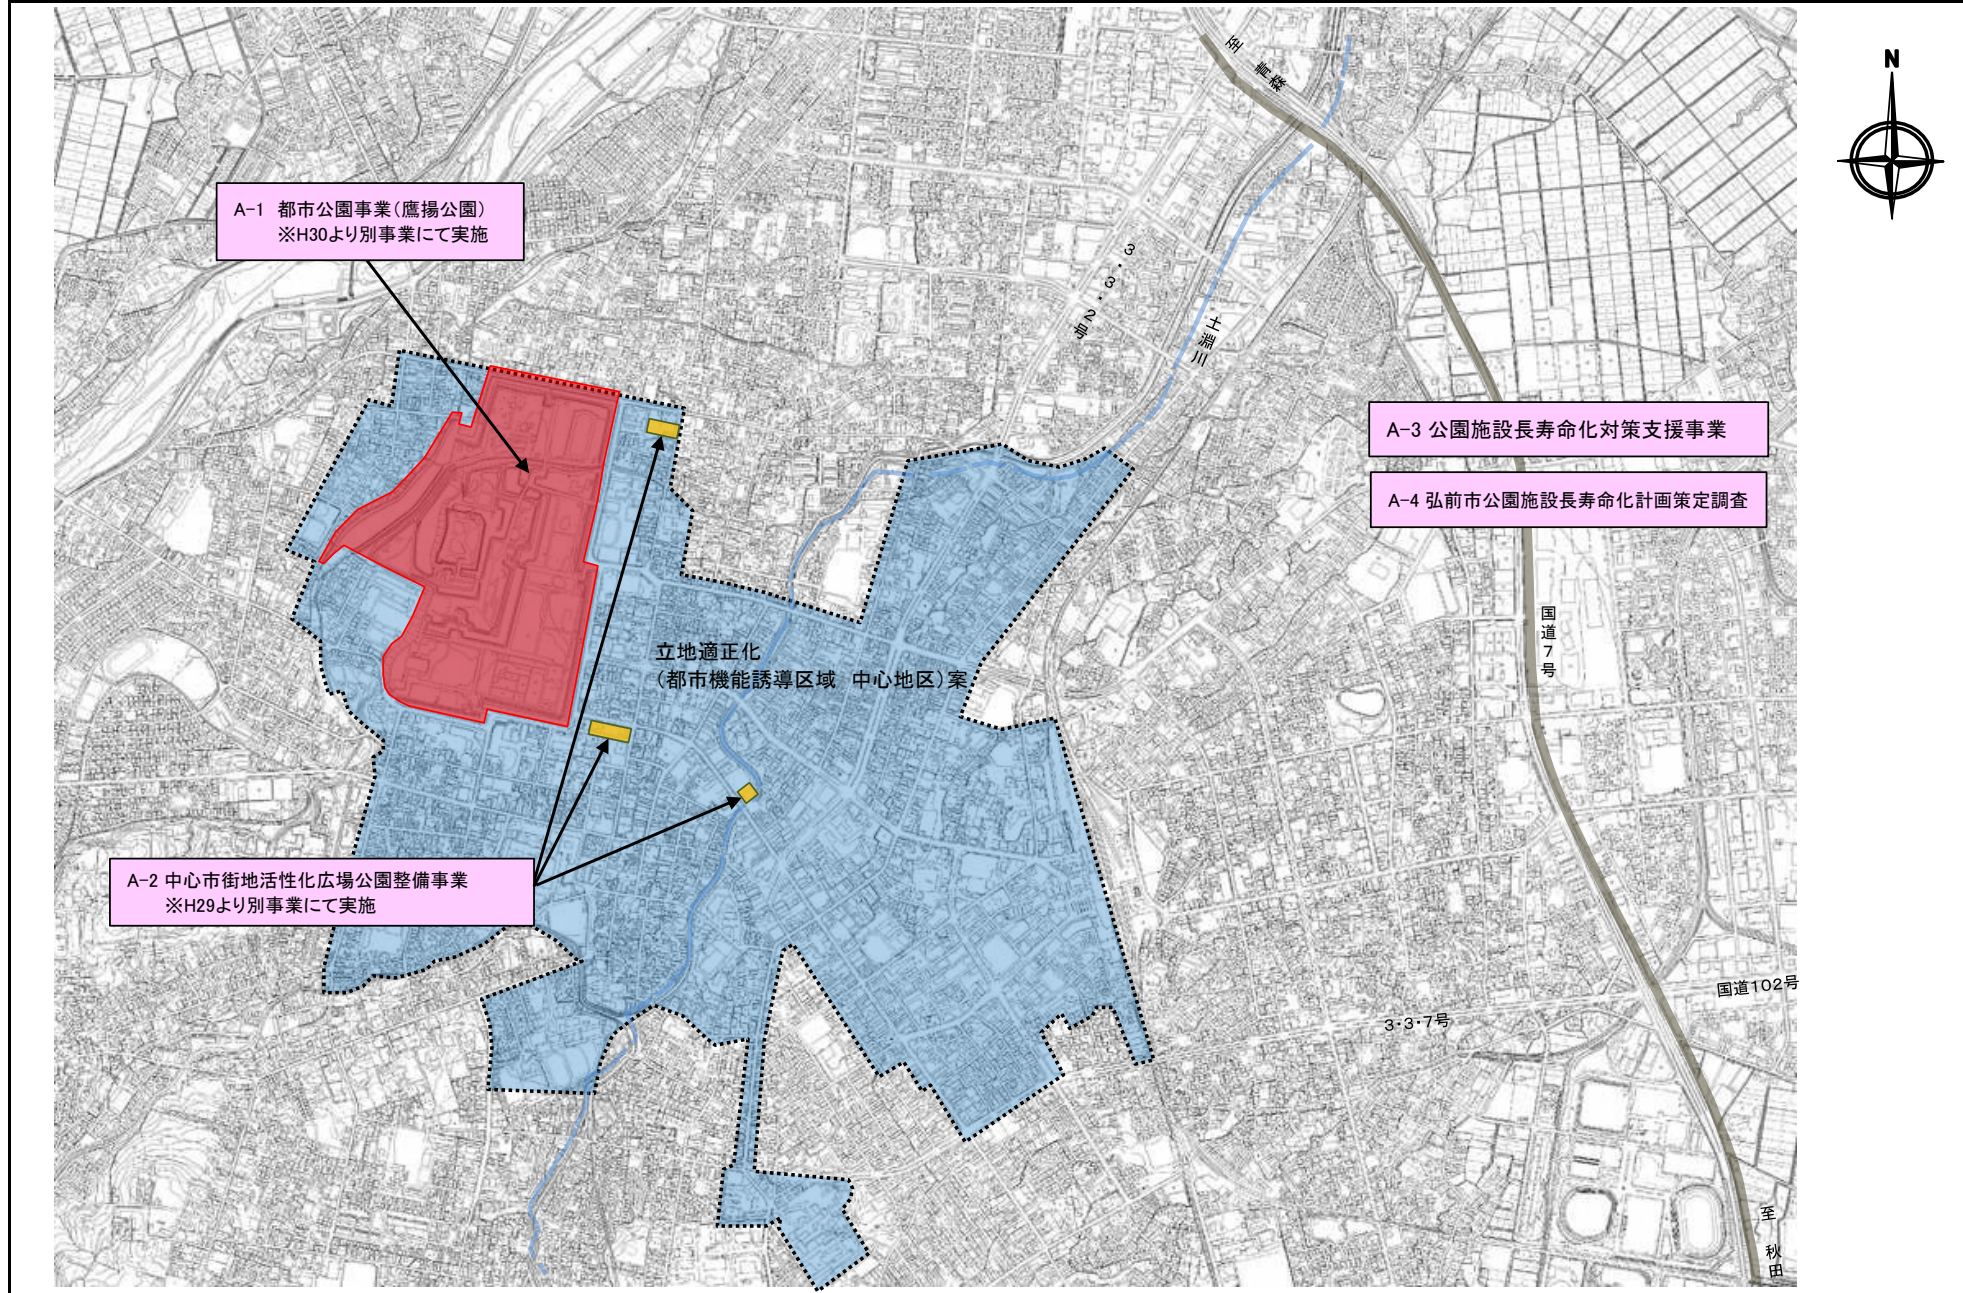 N
至 青森
A-1 都市公園事業(鷹揚公園)
※H30より別事業にて実施
3・3・2号
土淵川
A-3 公園施設長寿命化対策支援事業
A-4 弘前市公園施設長寿命化計画策定調査
国道7号
立地適正化
(都市機能誘導区域 中心地区)案
A-2 中心市街地活性化広場公園整備事業
※H29より別事業にて実施
国道102号
3・3・7号
至 秋田